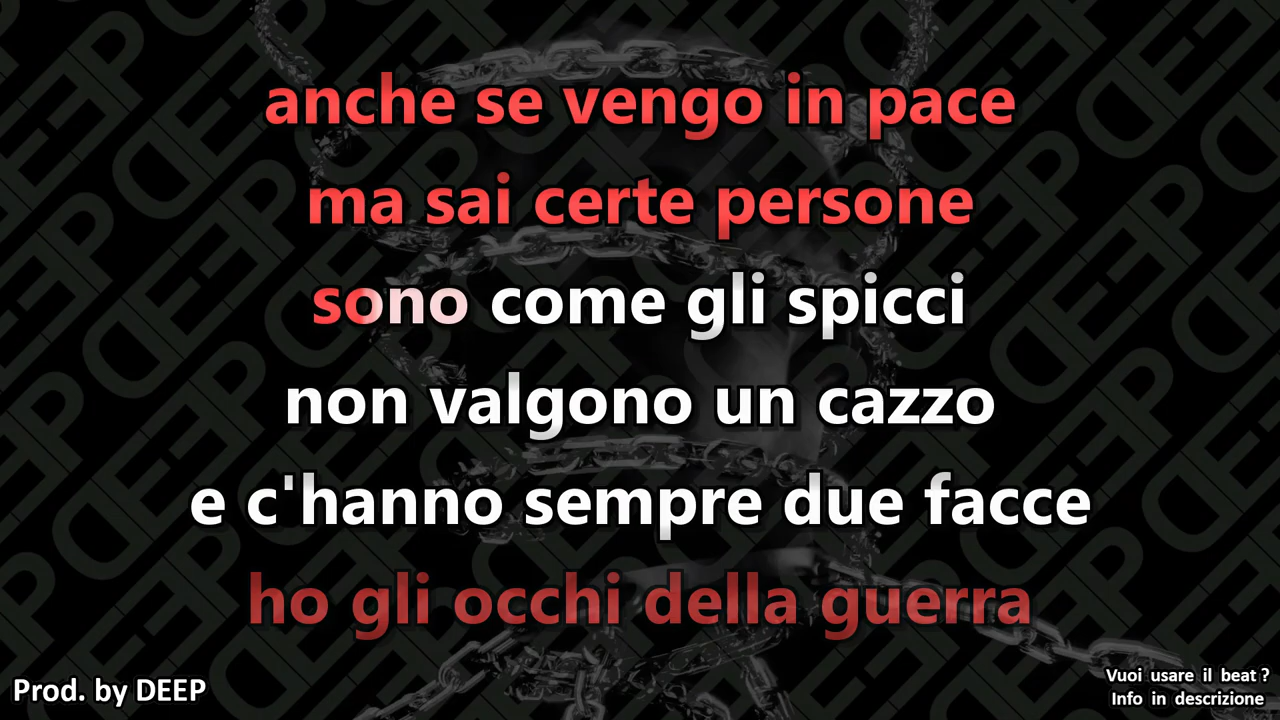 anche se vengo in pace
ma sai certe persone
sono come gli spicci
non valgono un cazzo
e c'hanno sempre due facce
ho gli occhi della guerra
Prod. by DEEP
Vuoi usare il beat ?
Info in descrizione